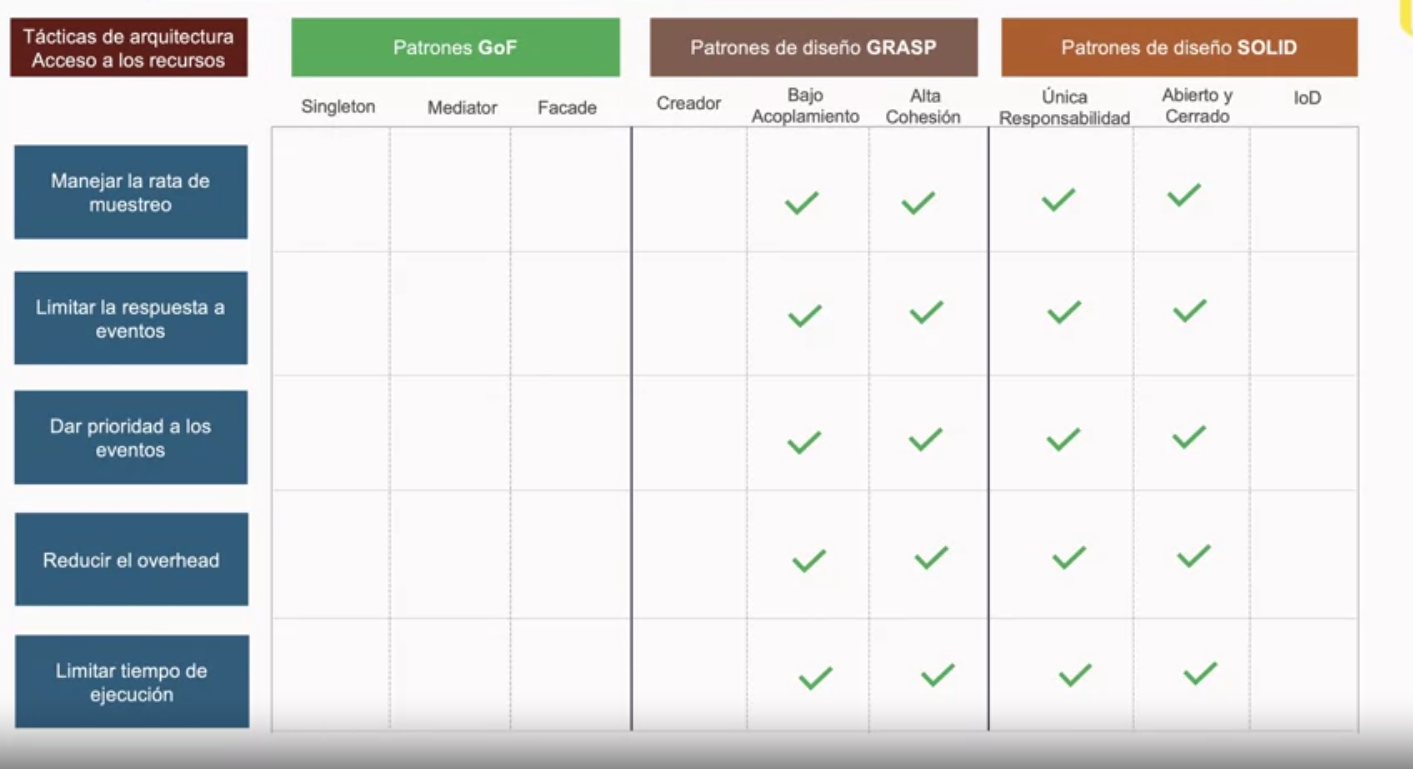 Tácticas de arquitectura
Acceso a los recursos
Patrones GoF
Patrones de diseño GRASP
Patrones de diseño SOLID
Singleton
Mediator
Facade
Creador
Bajo
Acoplamiento
Alta
Cohesión
Única
Responsabilidad
Abierto y
Cerrado
IoD
Manejar la rata de
muestreo
Limitar la respuesta a
eventos
Dar prioridad a los
eventos
Reducir el overhead
Limitar tiempo de
ejecución